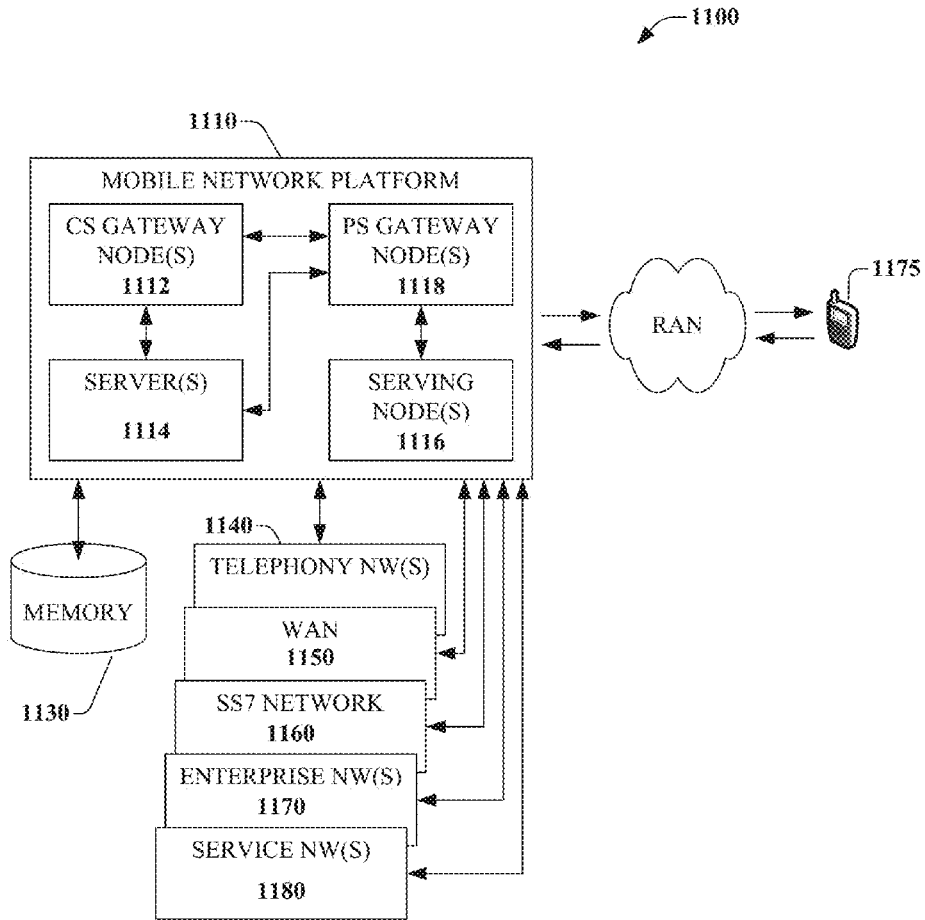 1100
1110
MOBILE NETWORK PLATFORM
CS GATEWAY
NODE(S)
1112
PS GATEWAY
NODE(S)
1118
SERVER(S)
1114
SERVING
NODE(S)
1116
RAN
1175
MEMORY
1130
1140
TELEPHONY NW(S)
WAN
1150
SS7 NETWORK
1160
ENTERPRISE NW(S)
1170
SERVICE NW(S)
1180